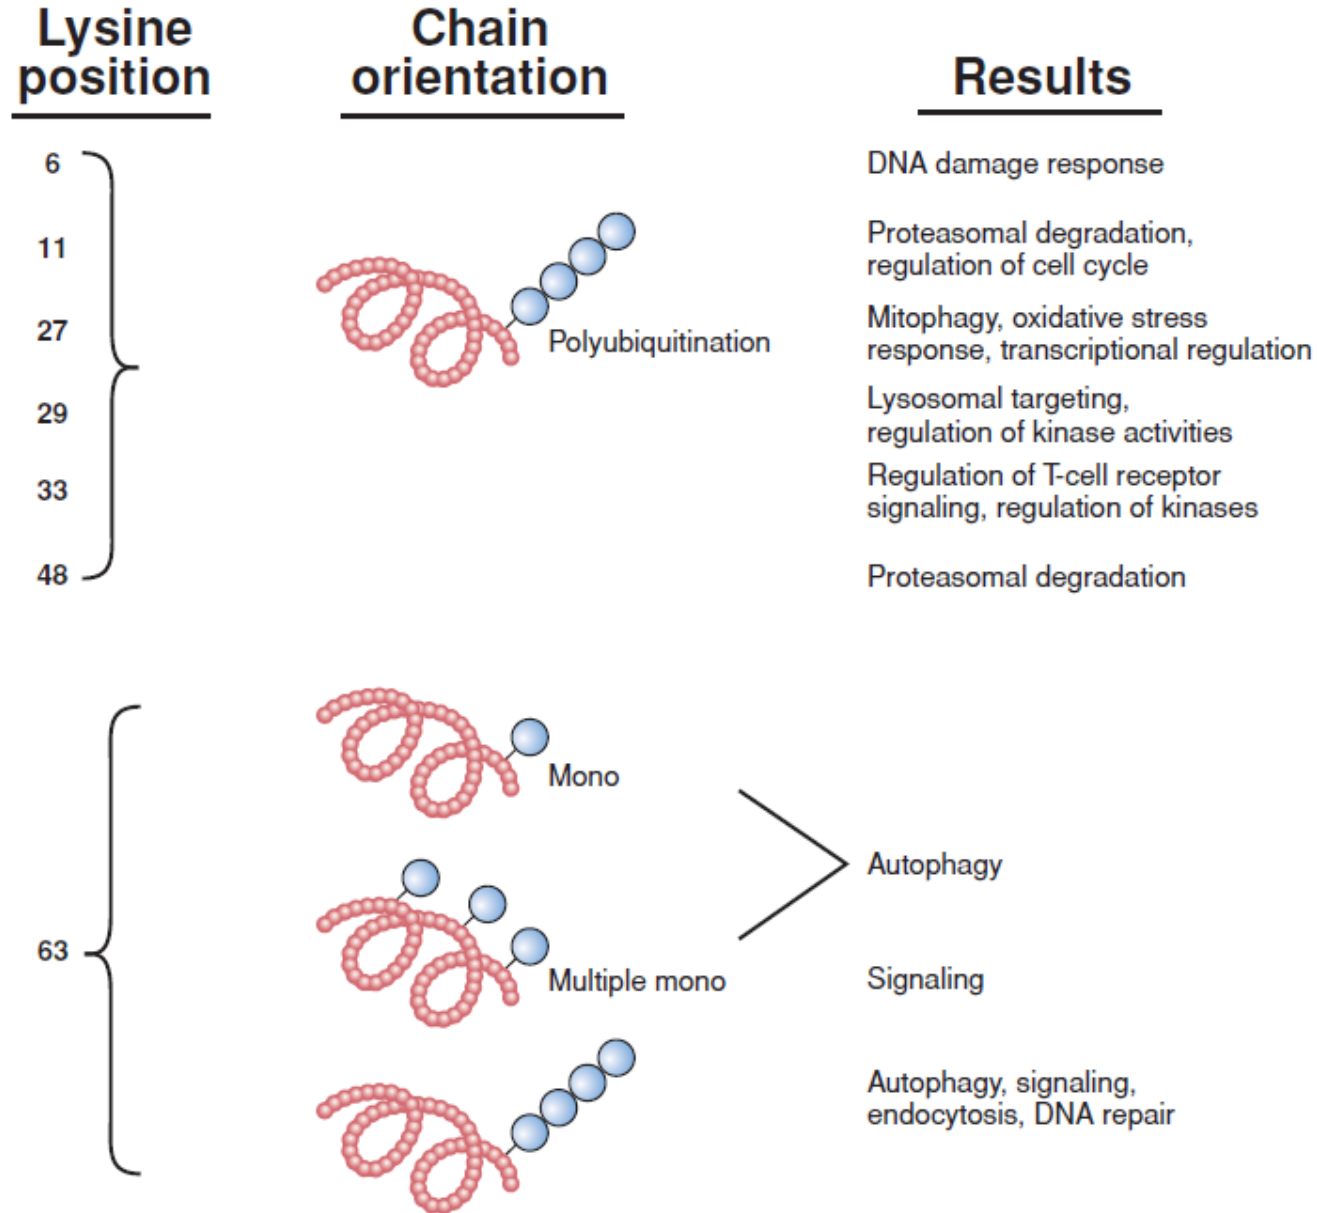 Lysine
position
Chain
orientation
Results
6
DNA damage response
11
Proteasomal degradation,
regulation of cell cycle
27
Polyubiquitination
Mitophagy, oxidative stress
response, transcriptional regulation
29
Lysosomal targeting,
regulation of kinase activities
33
Regulation of T-cell receptor
signaling, regulation of kinases
48
Proteasomal degradation
63
Mono
Autophagy
Multiple mono
Signaling
Autophagy, signaling,
endocytosis, DNA repair